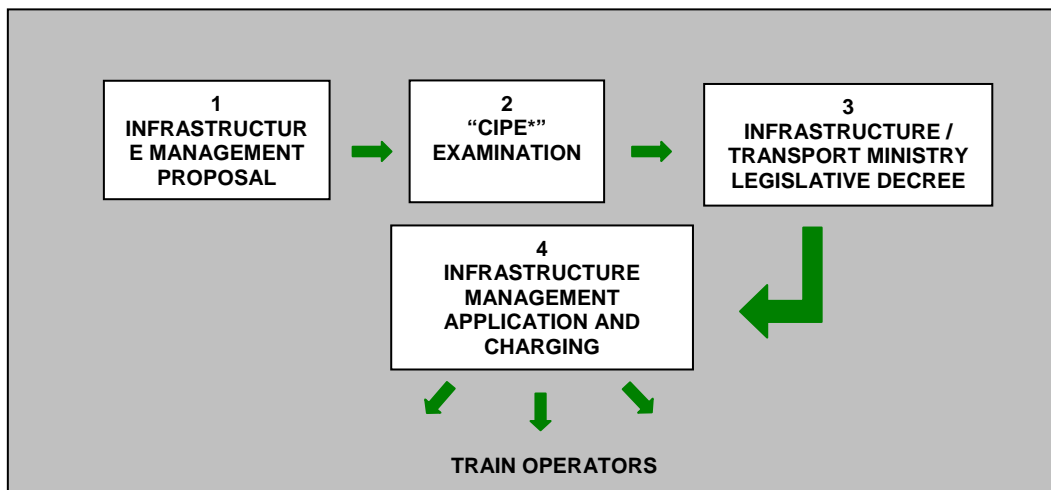 1
INFRASTRUCTUR
E MANAGEMENT
PROPOSAL
2
“CIPE*”
EXAMINATION
3
INFRASTRUCTURE /
TRANSPORT MINISTRY
LEGISLATIVE DECREE
4
INFRASTRUCTURE
MANAGEMENT
APPLICATION AND
CHARGING
TRAIN OPERATORS